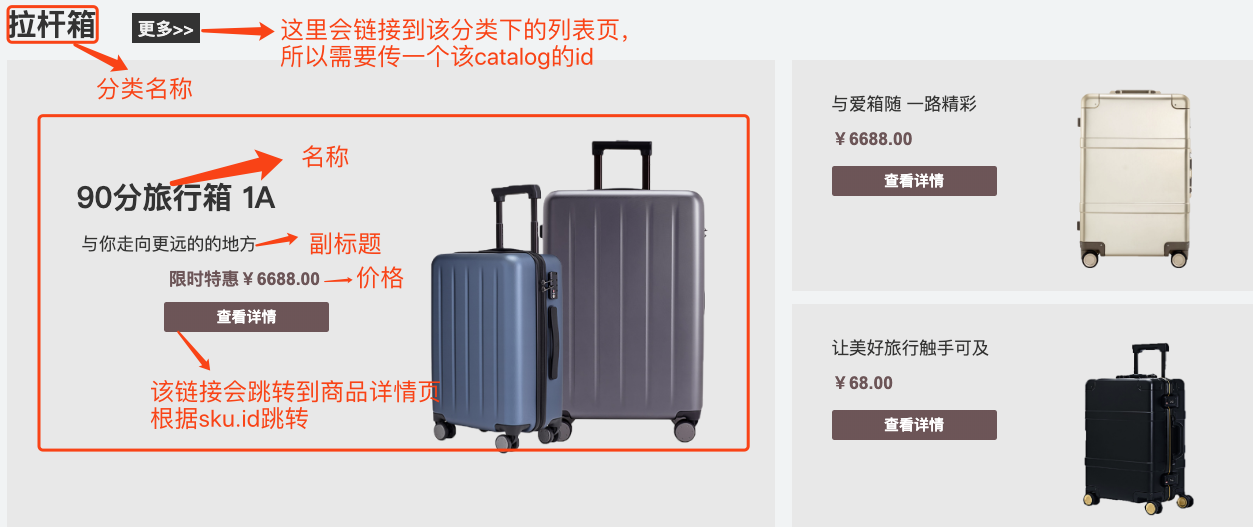 拉杆箱
更多>>
这里会链接到该分类下的列表页，
所以需要传一个该catalog的id
分类名称
名称
90分旅行箱 1A
与你走向更远的的地方
副标题
限时特惠￥6688.00
价格
查看详情
该链接会跳转到商品详情页
根据sku.id跳转
与爱箱随 一路精彩
￥6688.00
查看详情
让美好旅行触手可及
￥68.00
查看详情